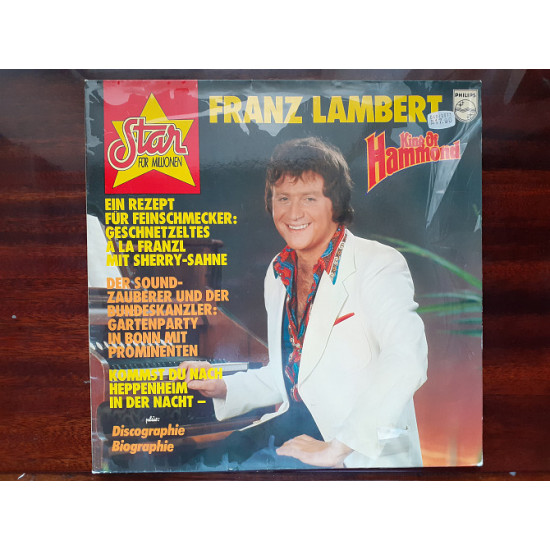 FRANZ LAMBERT
PHILIPS
King of
Hammond
Star
FÜR MILLIONEN
EIN REZEPT
FÜR FEINSCHMECKER:
GESCHNETZELTES
A LA FRANZL
MIT SHERRY-SAHNE
DER SOUND-
ZAUBERER UND DER
BUNDESKANZLER:
GARTENPARTY
IN BONN MIT
PROMINENTEN
KOMMST DU NACH
HEPPENHEIM
IN DER NACHT –
plus:
Discographie
Biographie